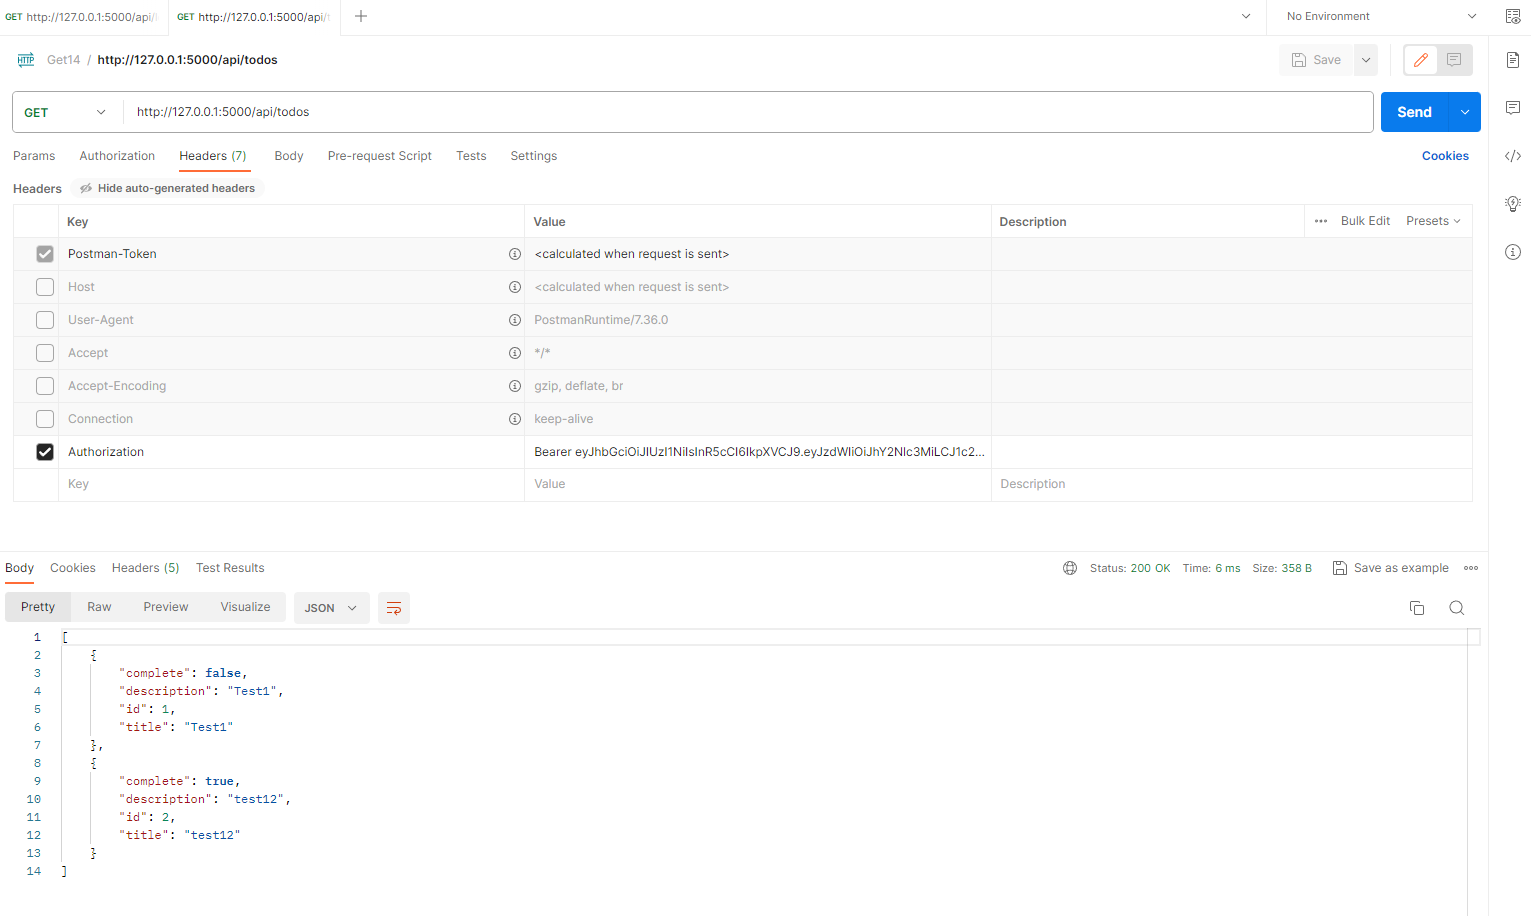 GET http://127.0.0.1:5000/api/
GET http://127.0.0.1:5000/api/t
No Environment
HTTP Get14 / http://127.0.0.1:5000/api/todos
Save
GET http://127.0.0.1:5000/api/todos
Send
Params Authorization Headers (7) Body Pre-request Script Tests Settings Cookies
Headers Hide auto-generated headers
Key Value Description ••• Bulk Edit Presets
Postman-Token <calculated when request is sent>
Host <calculated when request is sent>
User-Agent PostmanRuntime/7.36.0
Accept */*
Accept-Encoding gzip, deflate, br
Connection keep-alive
Authorization Bearer eyJhbGciOiJIUzI1NiIsInR5cCI6IkpXVCJ9.eyJzdWIiOiJhY2Nlc3MiLCJ1c2...
Key Value Description
Body Cookies Headers (5) Test Results Status: 200 OK Time: 6 ms Size: 358 B Save as example
Pretty Raw Preview Visualize JSON
1 [
2 {
3 "complete": false,
4 "description": "Test1",
5 "id": 1,
6 "title": "Test1"
7 },
8 {
9 "complete": true,
10 "description": "test12",
11 "id": 2,
12 "title": "test12"
13 }
14 ]